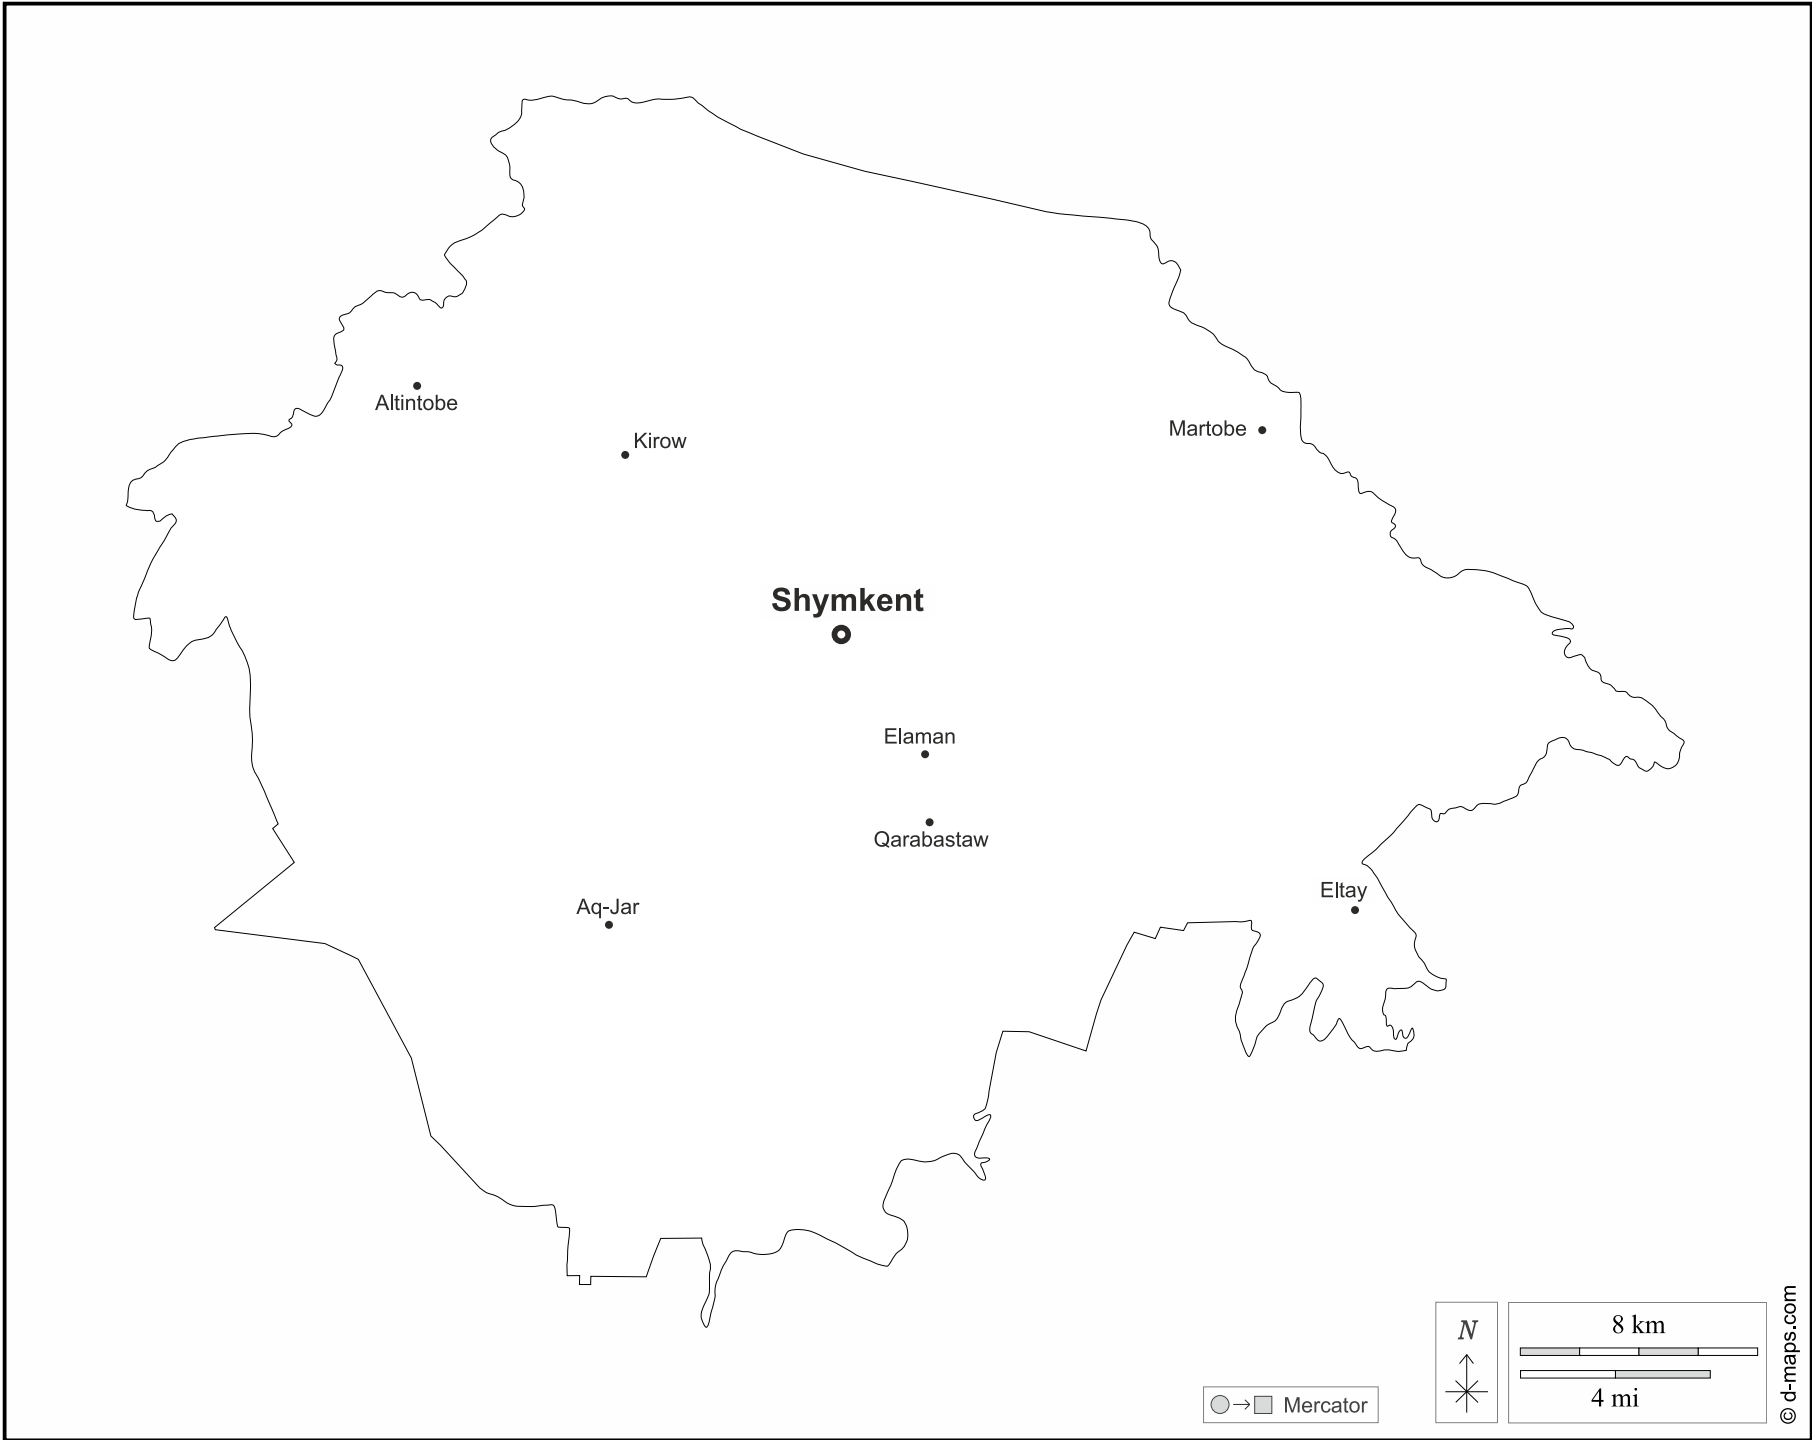 Altintobe
Kirow
Martobe
Shymkent
Elaman
Qarabastaw
Eltay
Aq-Jar
N
8 km
4 mi
Mercator
© d-maps.com